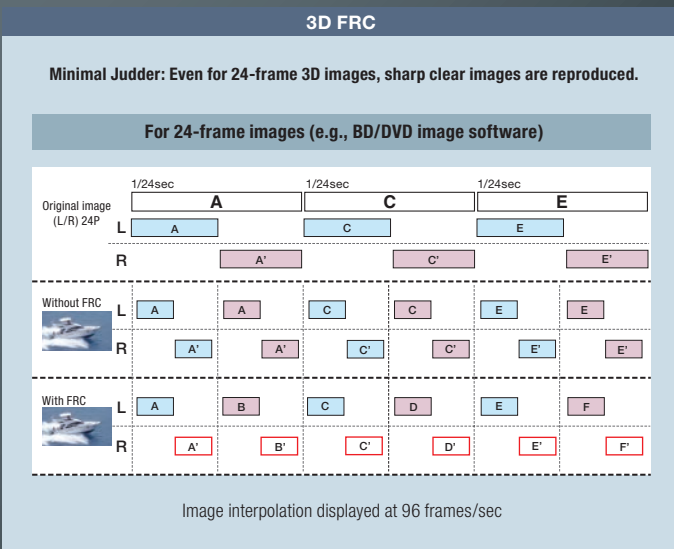 3D FRC
Minimal Judder: Even for 24-frame 3D images, sharp clear images are reproduced.
For 24-frame images (e.g., BD/DVD image software)
1/24sec 1/24sec 1/24sec
A C E
Original image
(L/R) 24P
L A C E
R A' C' E'
Without FRC
L A A C C E E
R A' A' C' C' E' E'
With FRC
L A B C D E F
R A' B' C' D' E' F'
Image interpolation displayed at 96 frames/sec